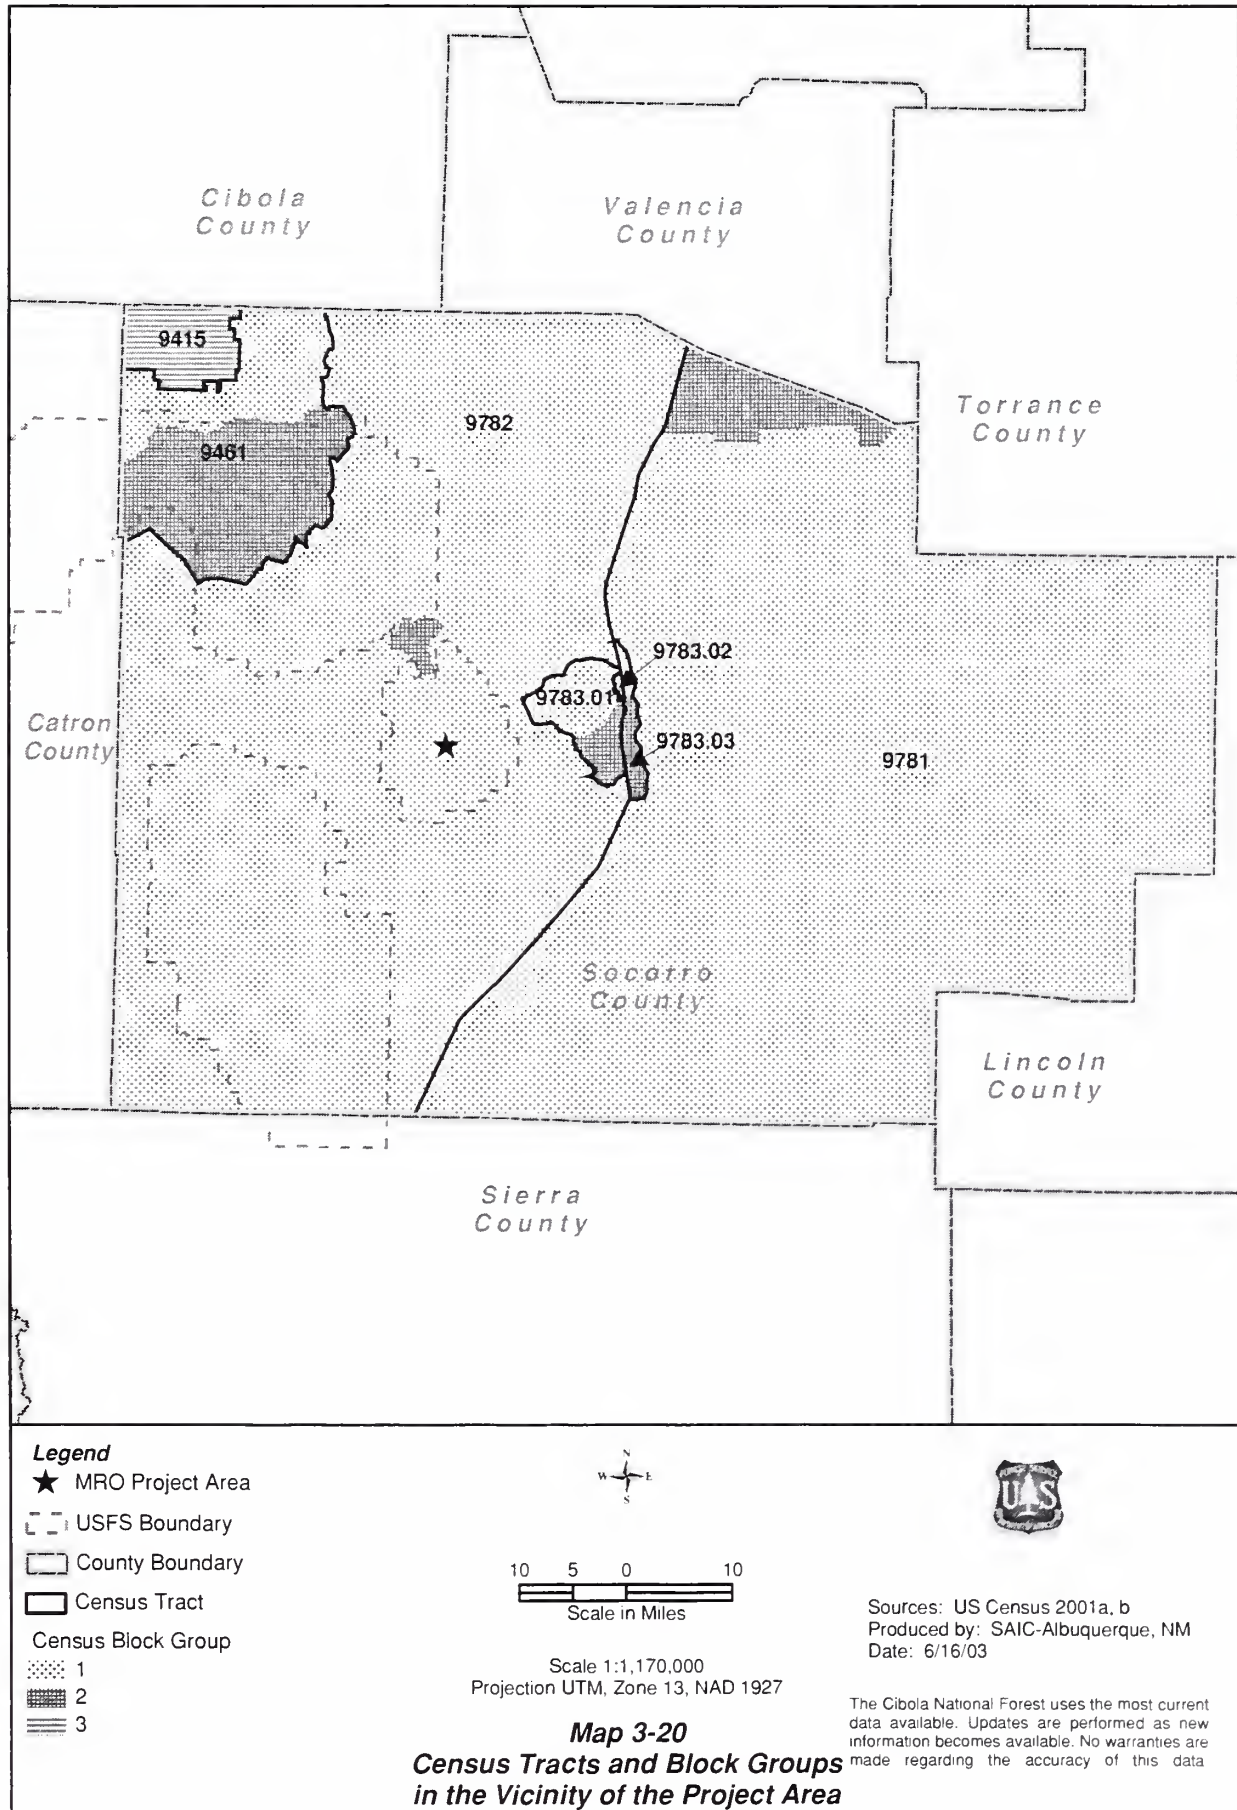 Cibola
County
Valencia
County
9415
Torrance
County
9782
9461
9783.02
9783.01
Catron
County
9783.03
9781
Socorro
County
Lincoln
County
Sierra
County
Legend
MRO Project Area
USFS Boundary
County Boundary
Census Tract
Census Block Group
1
2
3
N
W E
S
10 5 0 10
Scale in Miles
Scale 1:1,170,000
Projection UTM, Zone 13, NAD 1927
Map 3-20
Census Tracts and Block Groups
in the Vicinity of the Project Area
FOREST SERVICE
US
Sources: US Census 2001a, b
Produced by: SAIC-Albuquerque, NM
Date: 6/16/03
The Cibola National Forest uses the most current
data available. Updates are performed as new
information becomes available. No warranties are
made regarding the accuracy of this data